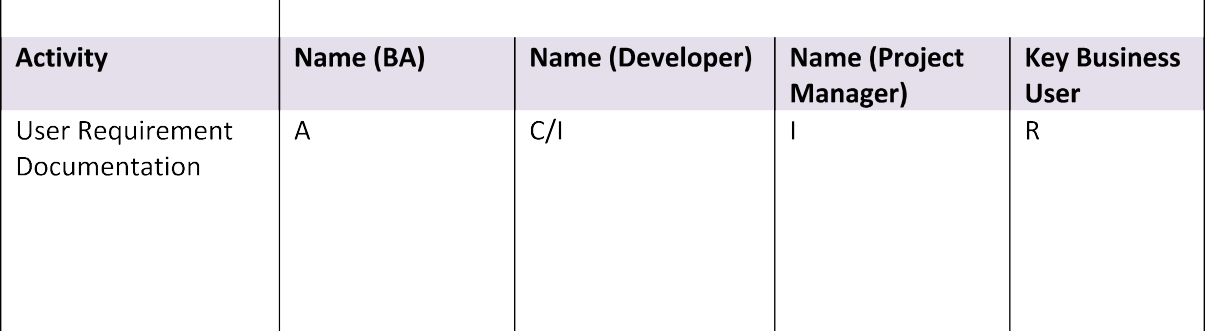 Activity Name (BA) Name (Developer) Name (Project Key Business
Manager) User
User Requirement A C/I I R
Documentation